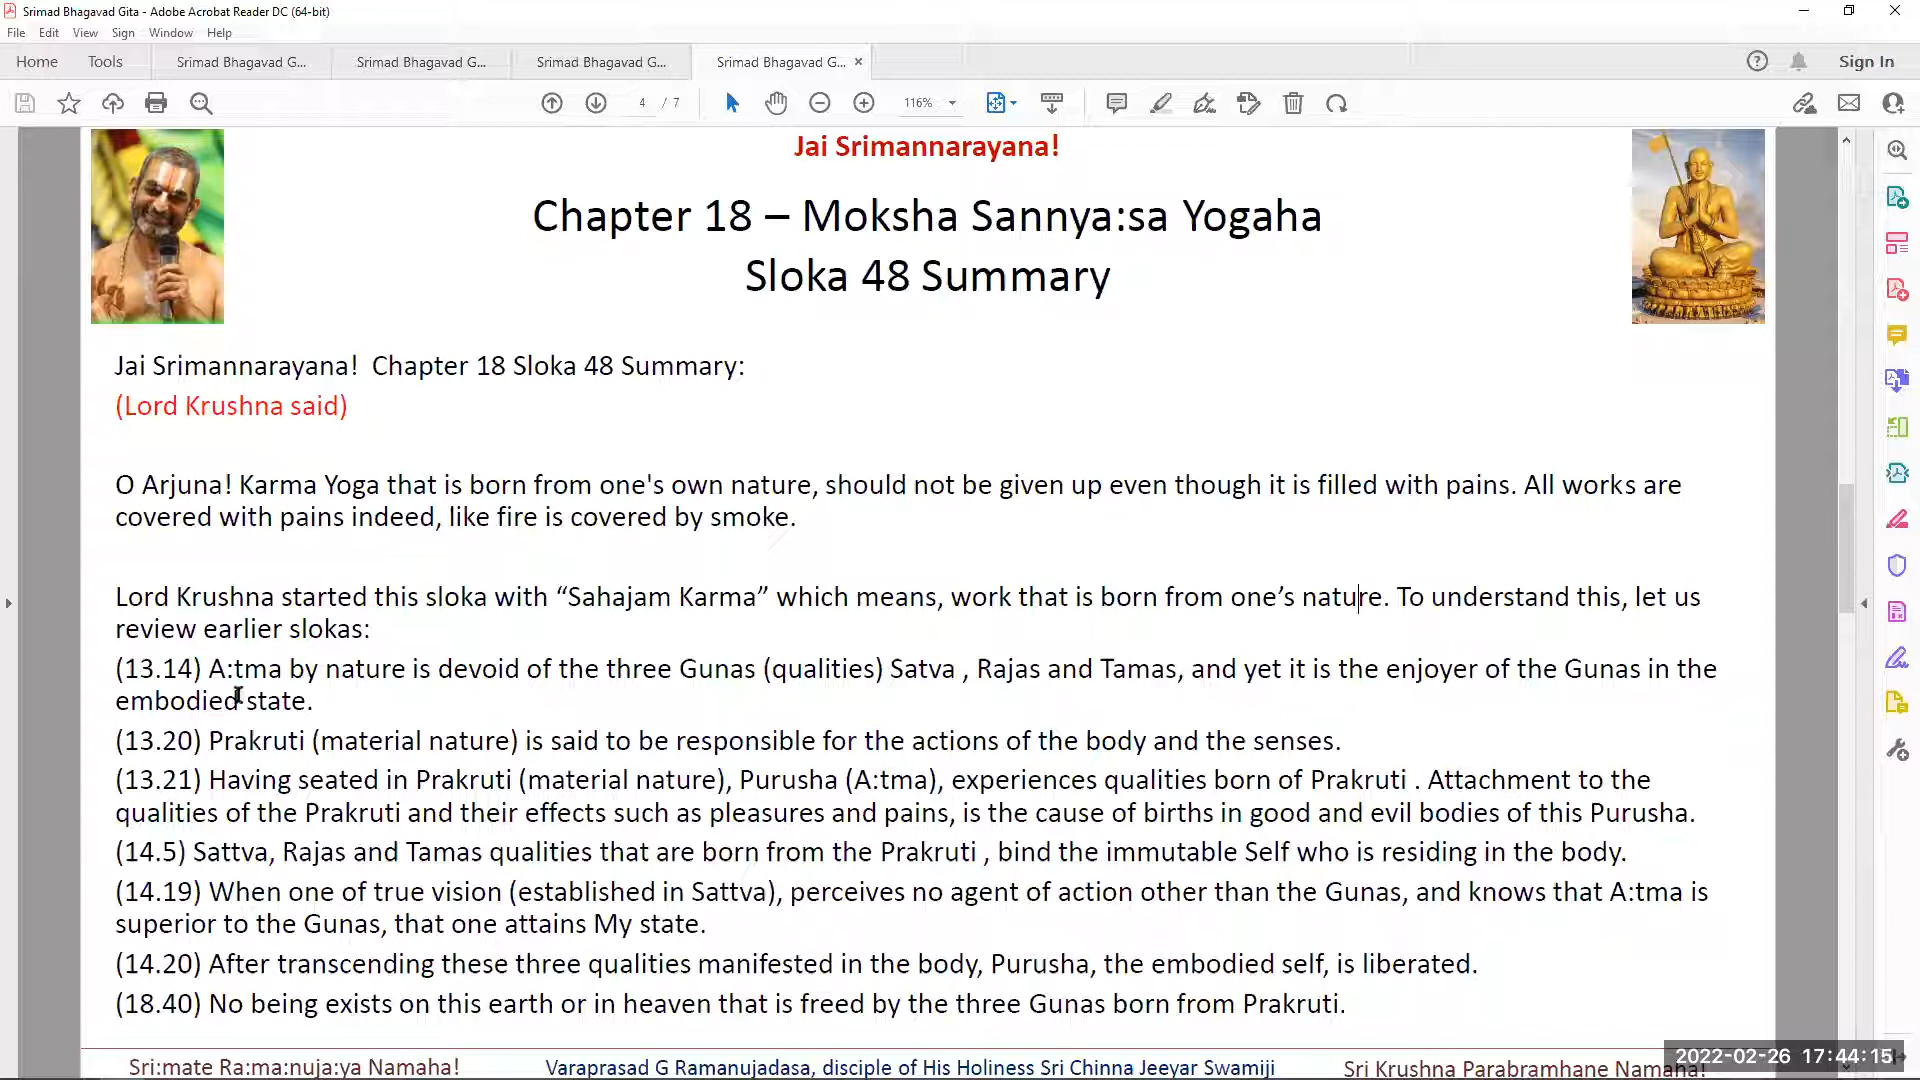 Srimad Bhagavad Gita - Adobe Acrobat Reader DC (64-bit)
File Edit View Sign Window Help
Home Tools Srimad Bhagavad G... Srimad Bhagavad G... Srimad Bhagavad G... Srimad Bhagavad G... × Sign In
4 / 7 116%
Jai Srimannarayana!
Chapter 18 – Moksha Sannya:sa Yogaha
Sloka 48 Summary
Jai Srimannarayana! Chapter 18 Sloka 48 Summary:
(Lord Krushna said)
O Arjuna! Karma Yoga that is born from one's own nature, should not be given up even though it is filled with pains. All works are
covered with pains indeed, like fire is covered by smoke.
Lord Krushna started this sloka with “Sahajam Karma” which means, work that is born from one’s nature. To understand this, let us
review earlier slokas:
(13.14) A:tma by nature is devoid of the three Gunas (qualities) Satva , Rajas and Tamas, and yet it is the enjoyer of the Gunas in the
embodied state.
(13.20) Prakruti (material nature) is said to be responsible for the actions of the body and the senses.
(13.21) Having seated in Prakruti (material nature), Purusha (A:tma), experiences qualities born of Prakruti . Attachment to the
qualities of the Prakruti and their effects such as pleasures and pains, is the cause of births in good and evil bodies of this Purusha.
(14.5) Sattva, Rajas and Tamas qualities that are born from the Prakruti , bind the immutable Self who is residing in the body.
(14.19) When one of true vision (established in Sattva), perceives no agent of action other than the Gunas, and knows that A:tma is
superior to the Gunas, that one attains My state.
(14.20) After transcending these three qualities manifested in the body, Purusha, the embodied self, is liberated.
(18.40) No being exists on this earth or in heaven that is freed by the three Gunas born from Prakruti.
Sri:mate Ra:ma:nuja:ya Namaha! Varaprasad G Ramanujadasa, disciple of His Holiness Sri Chinna Jeeyar Swamiji Sri Krushna Parabramhane Namaha!
2022-02-26 17:44:15